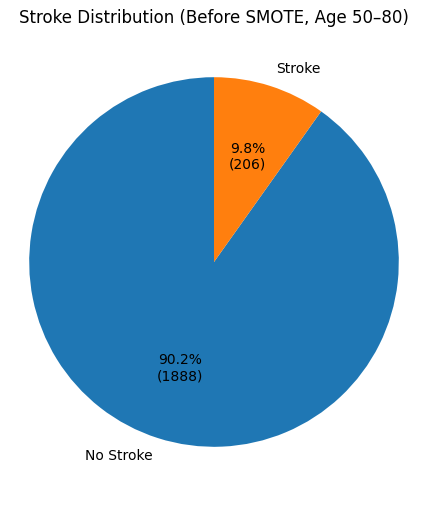 Stroke Distribution (Before SMOTE, Age 50–80)
Stroke
9.8%
(206)
90.2%
(1888)
No Stroke